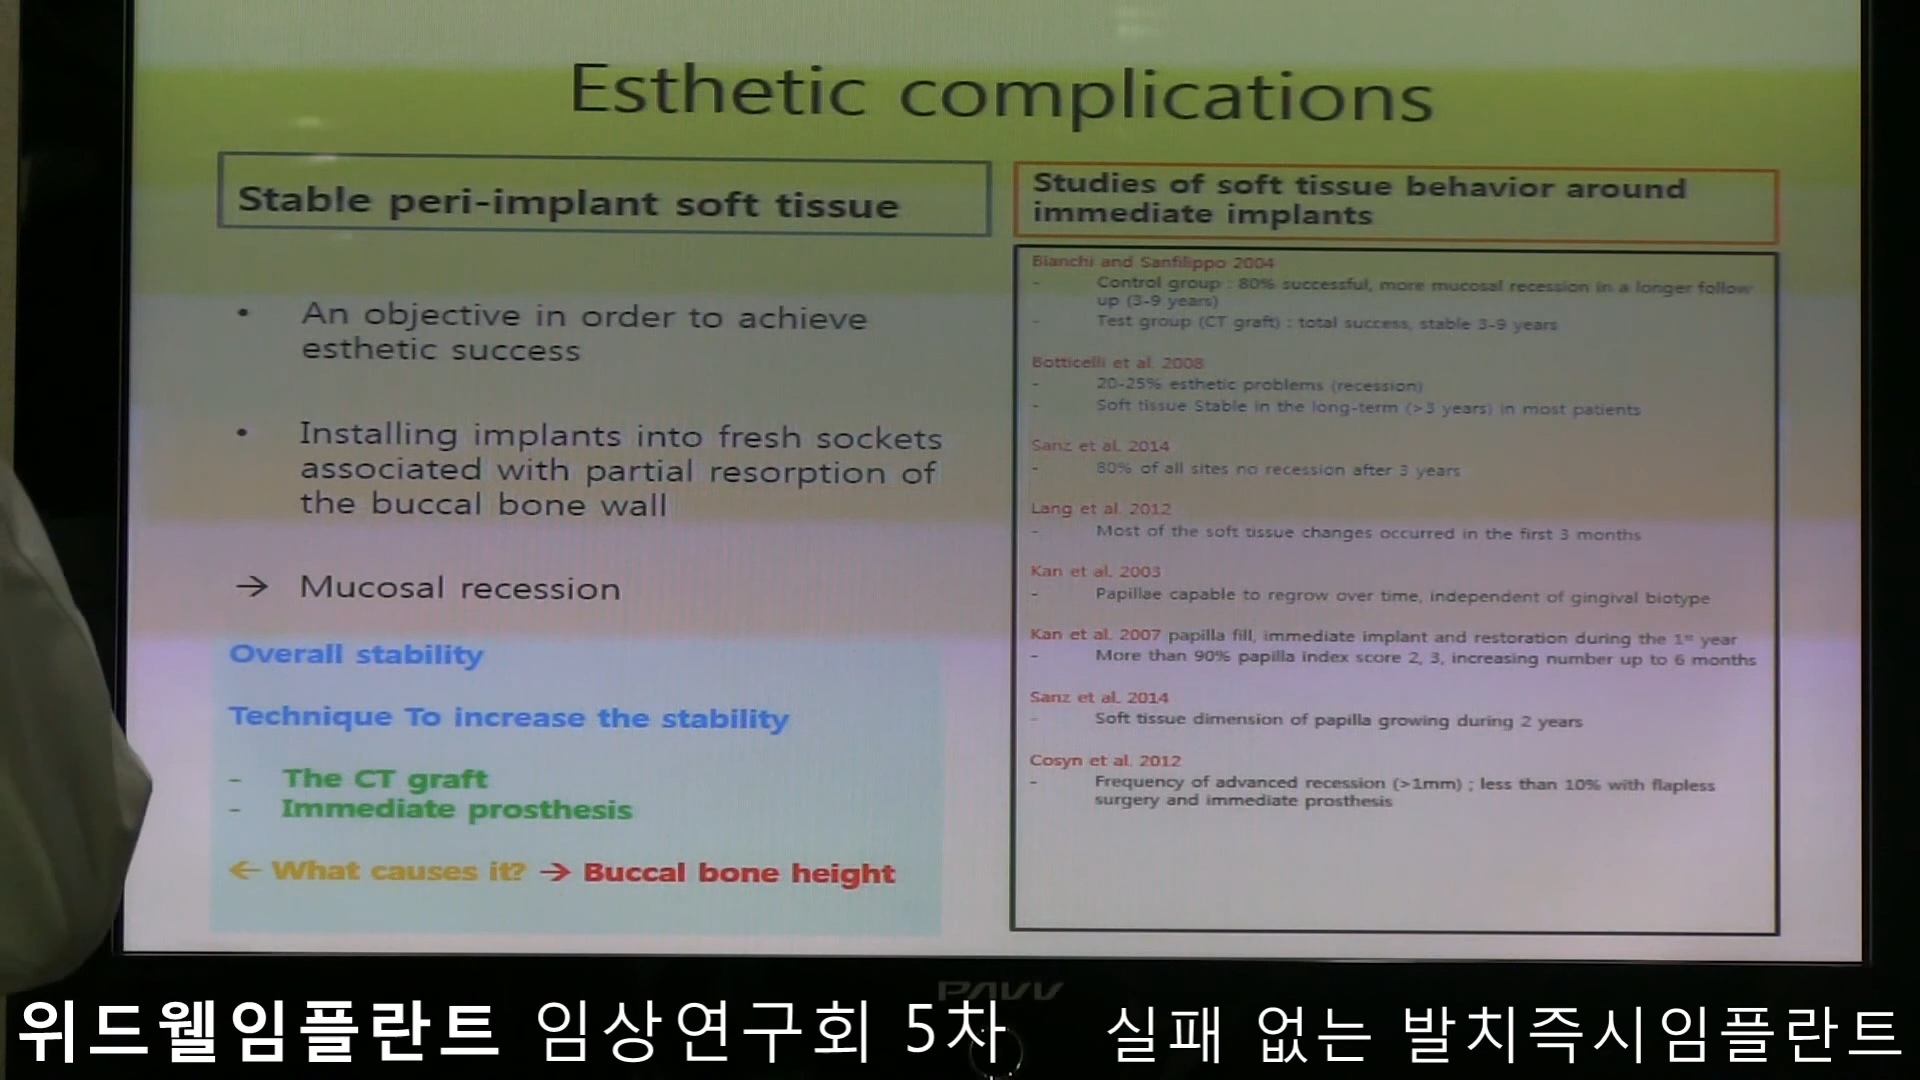 Esthetic complications
Stable peri-implant soft tissue
• An objective in order to achieve
esthetic success
• Installing implants into fresh sockets
associated with partial resorption of
the buccal bone wall
→ Mucosal recession
Overall stability
Technique To increase the stability
- The CT graft
- Immediate prosthesis
← What causes it? → Buccal bone height
Studies of soft tissue behavior around
immediate implants
Bianchi and Sanfilippo 2004
- Control group : 80% successful, more mucosal recession in a longer follow
up (3-9 years)
- Test group (CT graft) : total success, stable 3-9 years
Botticelli et al. 2008
- 20-25% esthetic problems (recession)
- Soft tissue Stable in the long-term (>3 years) in most patients
Sanz et al. 2014
- 80% of all sites no recession after 3 years
Lang et al. 2012
- Most of the soft tissue changes occurred in the first 3 months
Kan et al. 2003
- Papillae capable to regrow over time, independent of gingival biotype
Kan et al. 2007 papilla fill, immediate implant and restoration during the 1st year
- More than 90% papilla index score 2, 3, increasing number up to 6 months
Sanz et al. 2014
- Soft tissue dimension of papilla growing during 2 years
Cosyn et al. 2012
- Frequency of advanced recession (>1mm) ; less than 10% with flapless
surgery and immediate prosthesis
PAVV
위드웰임플란트 임상연구회 5차 실패 없는 발치즉시임플란트